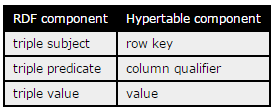 RDF component Hypertable component
triple subject row key
triple predicate column qualifier
triple value value